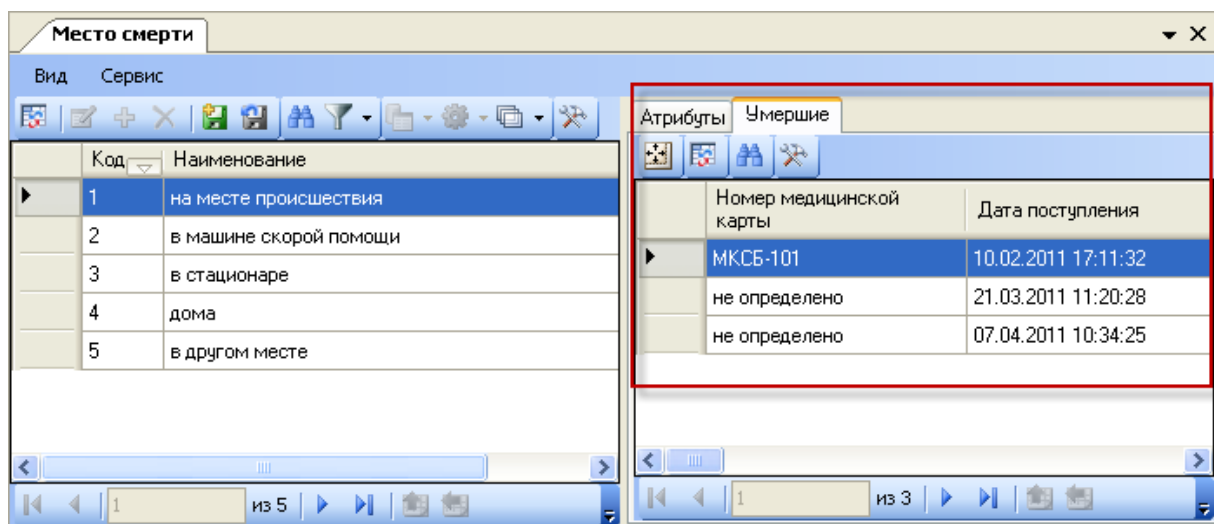 Место смерти
Вид Сервис
Атрибуты Умершие
Код Наименование
1 на месте происшествия
2 в машине скорой помощи
3 в стационаре
4 дома
5 в другом месте
Номер медицинской
карты
Дата поступления
МКСБ-101 10.02.2011 17:11:32
не определено 21.03.2011 11:20:28
не определено 07.04.2011 10:34:25
1 из 5
1 из 3